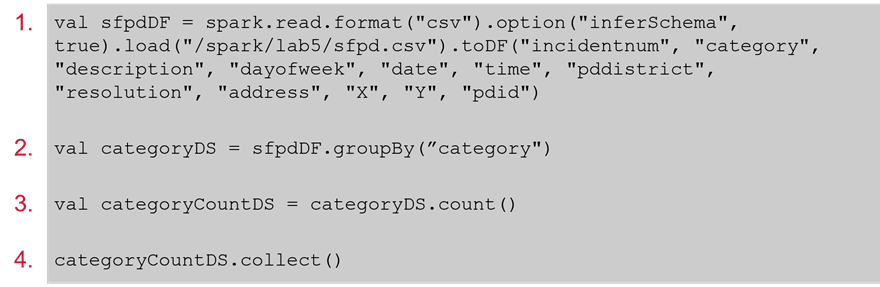 1. val sfpdDF = spark.read.format("csv").option("inferSchema",
true).load("/spark/lab5/sfpd.csv").toDF("incidentnum", "category",
"description", "dayofweek", "date", "time", "pddistrict",
"resolution", "address", "X", "Y", "pdid")
2. val categoryDS = sfpdDF.groupBy(”category")
3. val categoryCountDS = categoryDS.count()
4. categoryCountDS.collect()